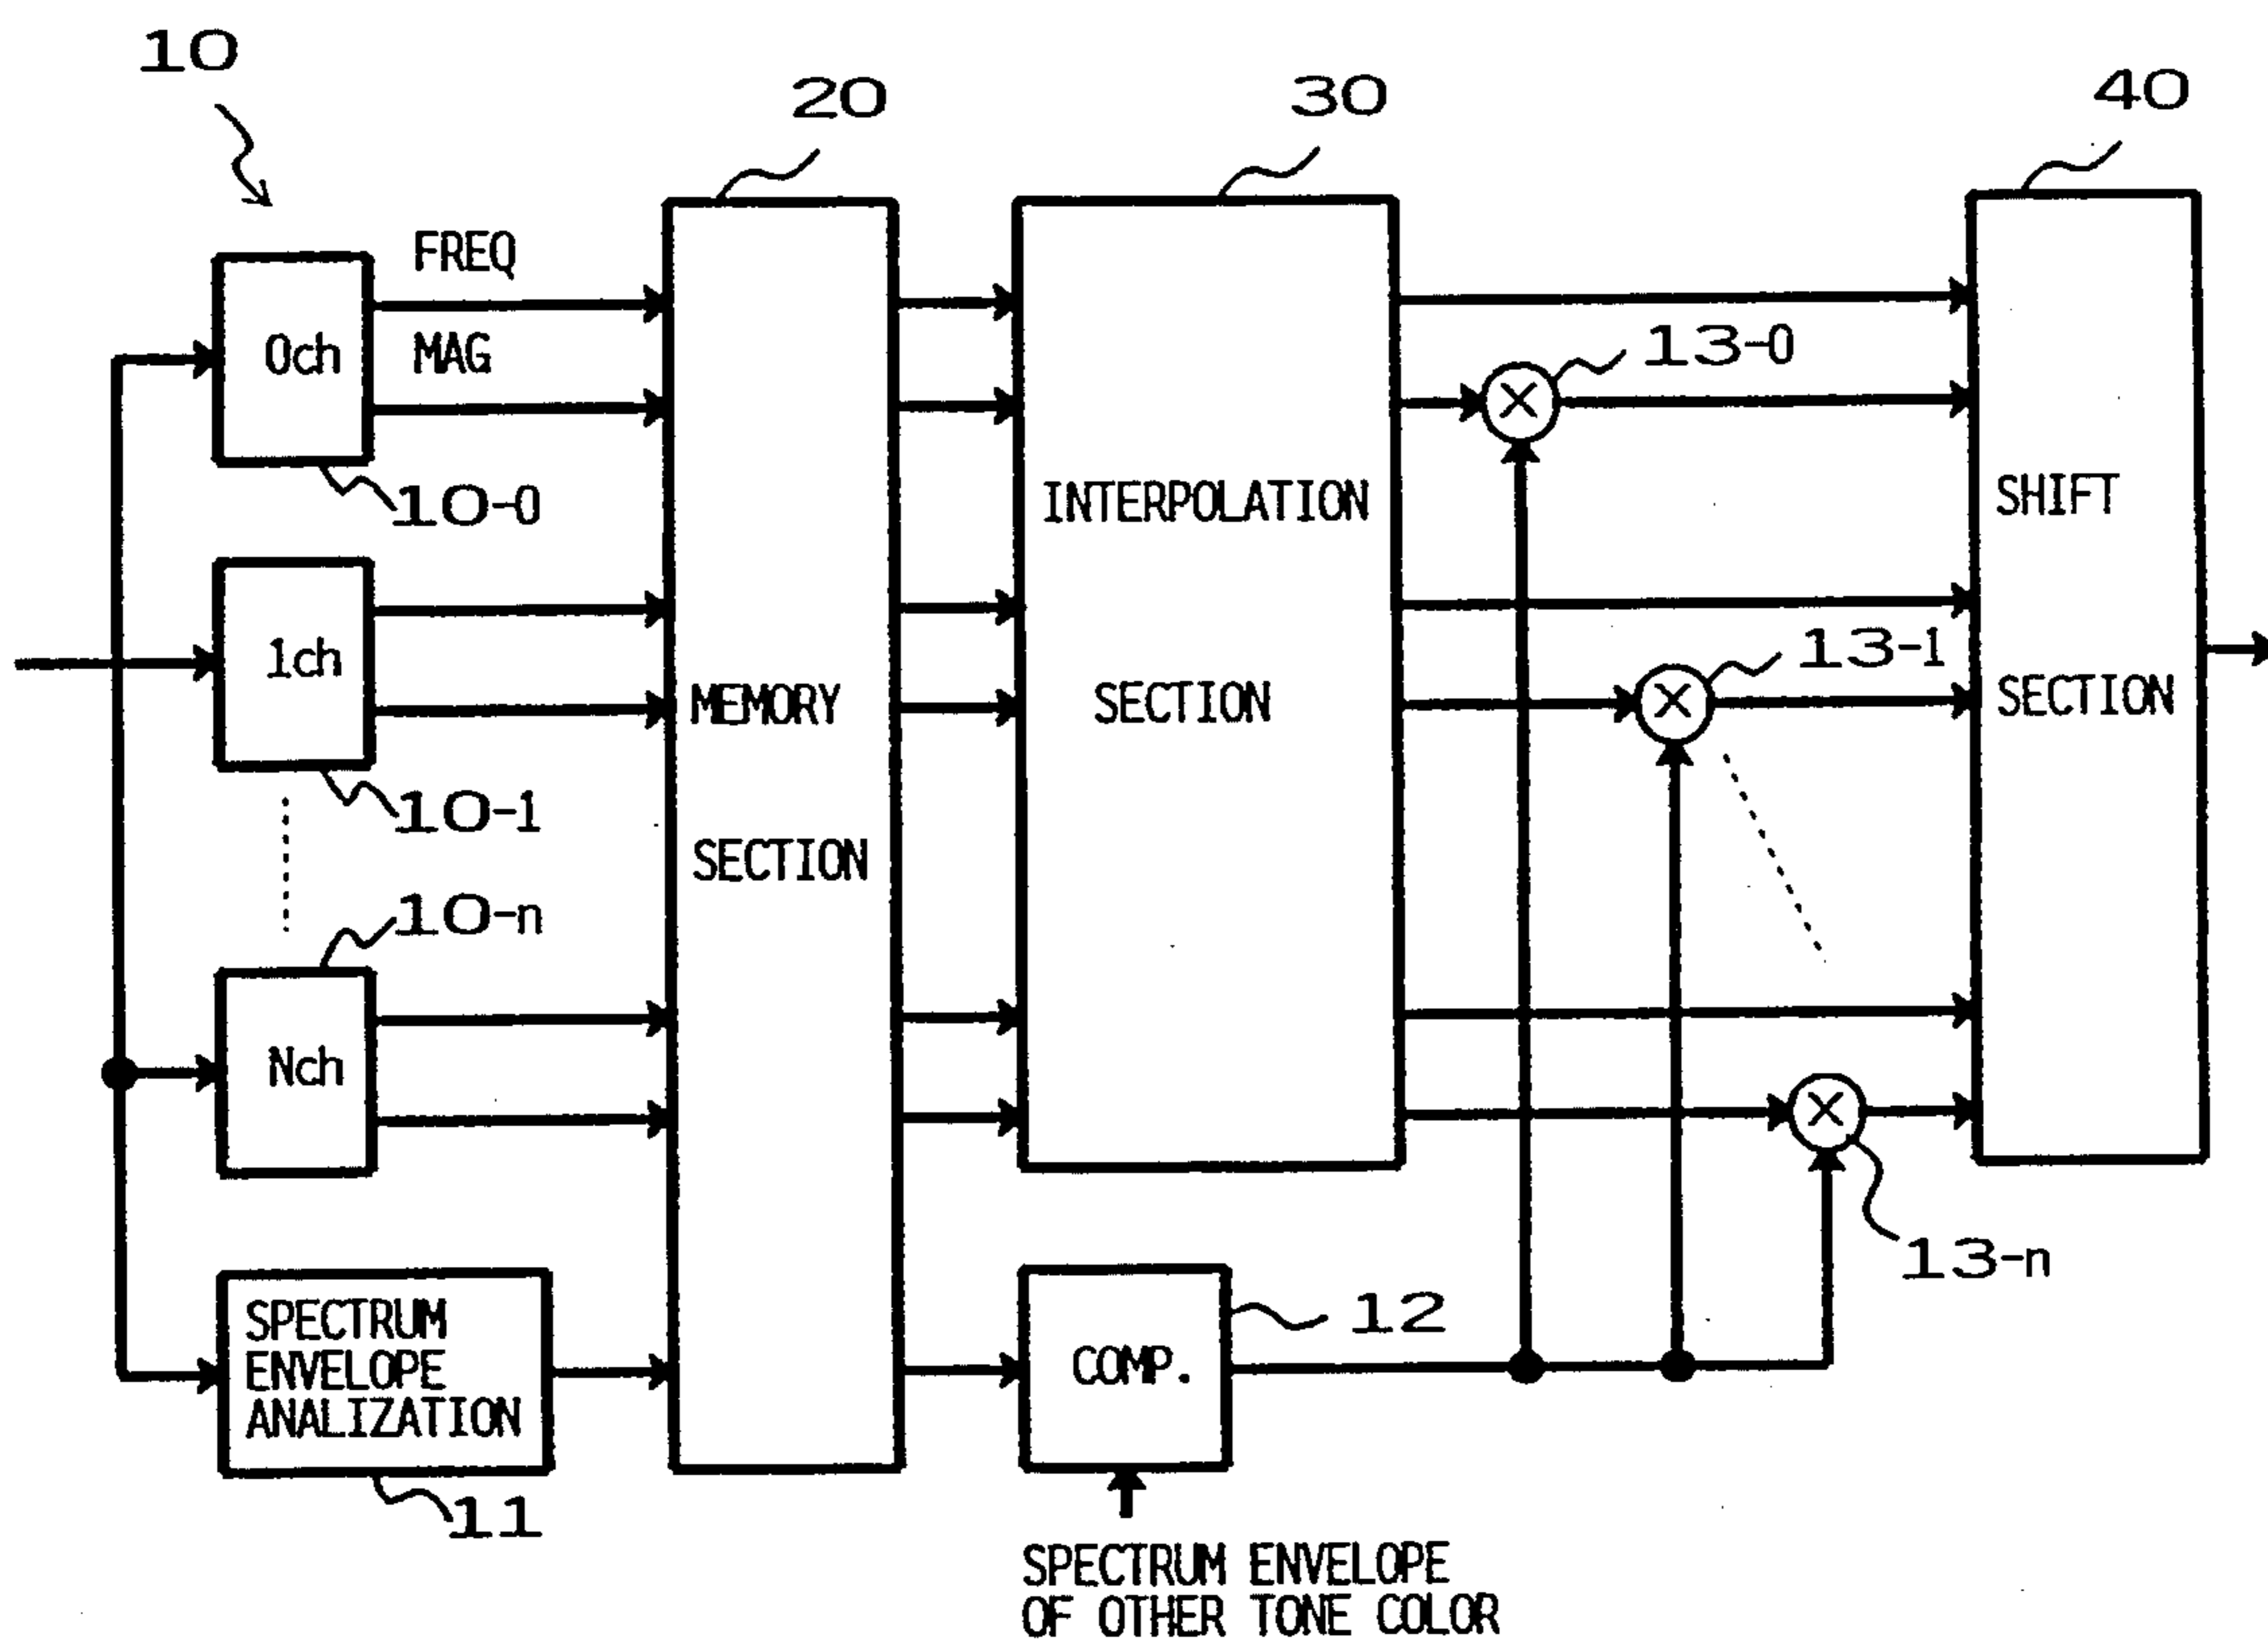 10
20
30
40
FREQ
0ch
MAG
13-0
10-0
INTERPOLATION
SHIFT
1ch
13-1
MEMORY
SECTION
SECTION
10-1
SECTION
10-n
Nch
13-n
SPECTRUM
ENVELOPE
ANALIZATION
12
COMP.
11
SPECTRUM ENVELOPE
OF OTHER TONE COLOR